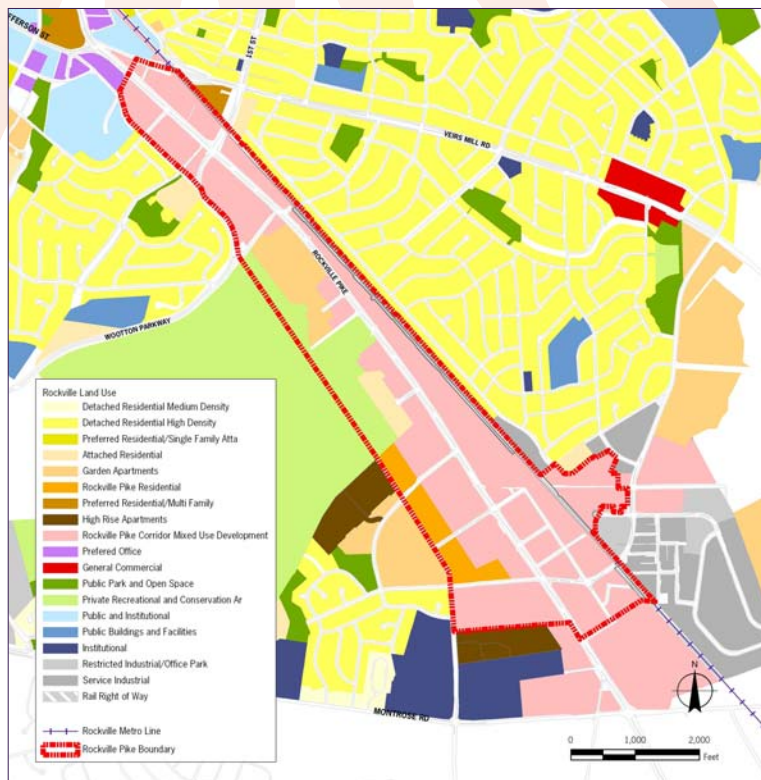 EFFERSON ST
1ST ST
VEIRS MILL RD
ROCKVILLE PIKE
WOOTTON PARKWAY
Rockville Land Use
Detached Residential Medium Density
Detached Residential High Density
Preferred Residential/Single Family Atta
Attached Residential
Garden Apartments
Rockville Pike Residential
Preferred Residential/Multi Family
High Rise Apartments
Rockville Pike Corridor Mixed Use Development
Prefered Office
General Commercial
Public Park and Open Space
Private Recreational and Conservation Ar
Public and Institutional
Public Buildings and Facilities
Institutional
Restricted Industrial/Office Park
Service Industrial
Rail Right of Way
Rockville Metro Line
Rockville Pike Boundary
MONTROSE RD
N
0 1,000 2,000
Feet